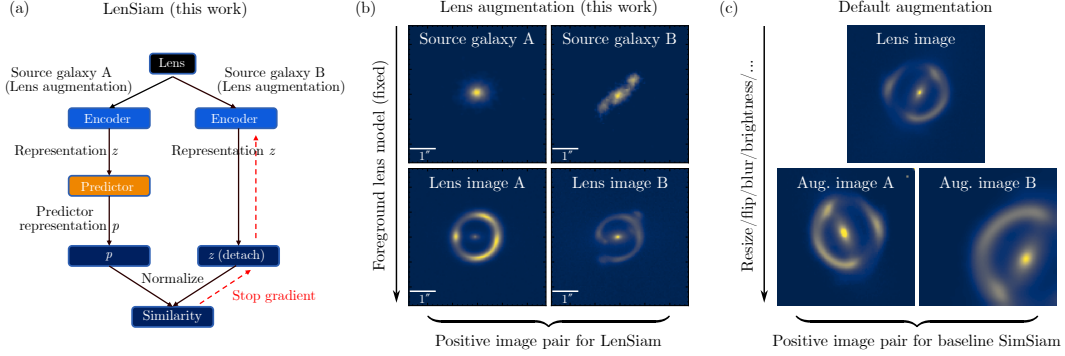 (a)
LenSiam (this work)
Lens
Source galaxy A
(Lens augmentation)
Source galaxy B
(Lens augmentation)
Encoder
Encoder
Representation z
Representation z
Predictor
Predictor
representation p
p
z (detach)
Normalize
Stop gradient
Similarity
(b)
Lens augmentation (this work)
Foreground lens model (fixed)
Source galaxy A
1″
Source galaxy B
1″
Lens image A
1″
Lens image B
1″
Positive image pair for LenSiam
(c)
Default augmentation
Resize/flip/blur/brightness/...
Lens image
Aug. image A
Aug. image B
Positive image pair for baseline SimSiam